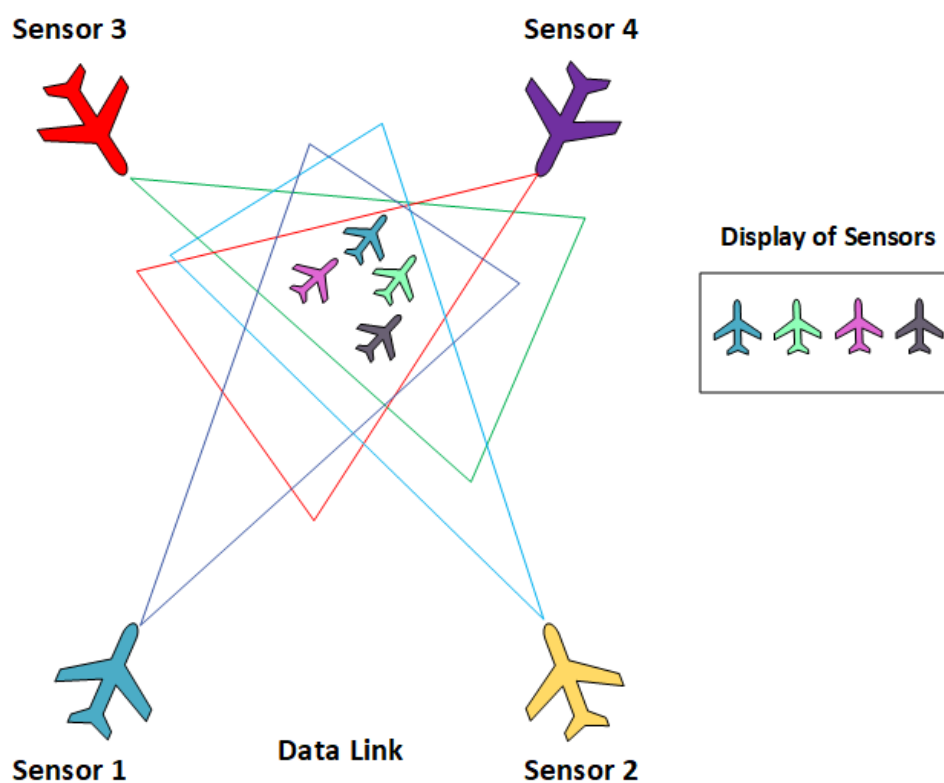 Sensor 3
Sensor 4
Display of Sensors
Data Link
Sensor 1
Sensor 2